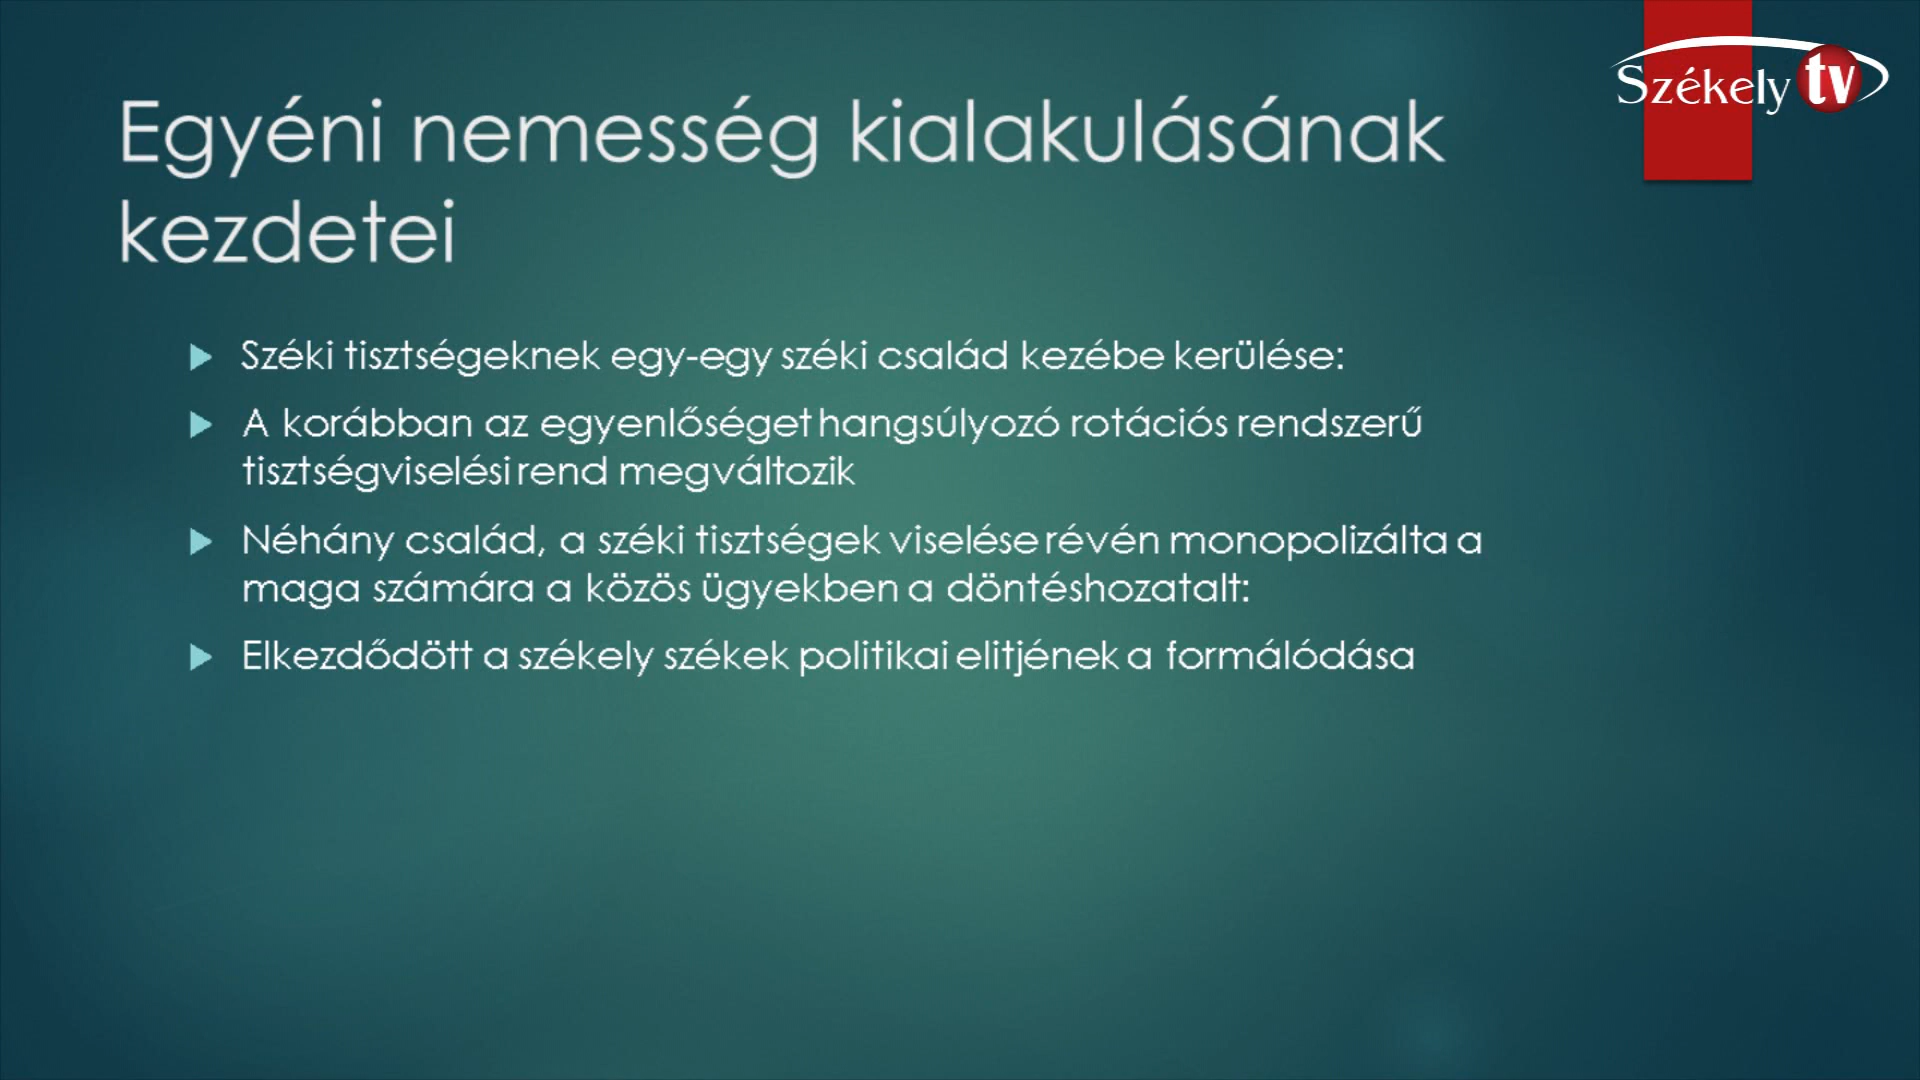 Székely tv
Egyéni nemesség kialakulásának
kezdetei
Széki tisztségeknek egy-egy széki család kezébe kerülése:
A korábban az egyenlőséget hangsúlyozó rotációs rendszerű
tisztségviselési rend megváltozik
Néhány család, a széki tisztségek viselése révén monopolizálta a
maga számára a közös ügyekben a döntéshozatalt:
Elkezdődött a székely székek politikai elitjének a formálódása